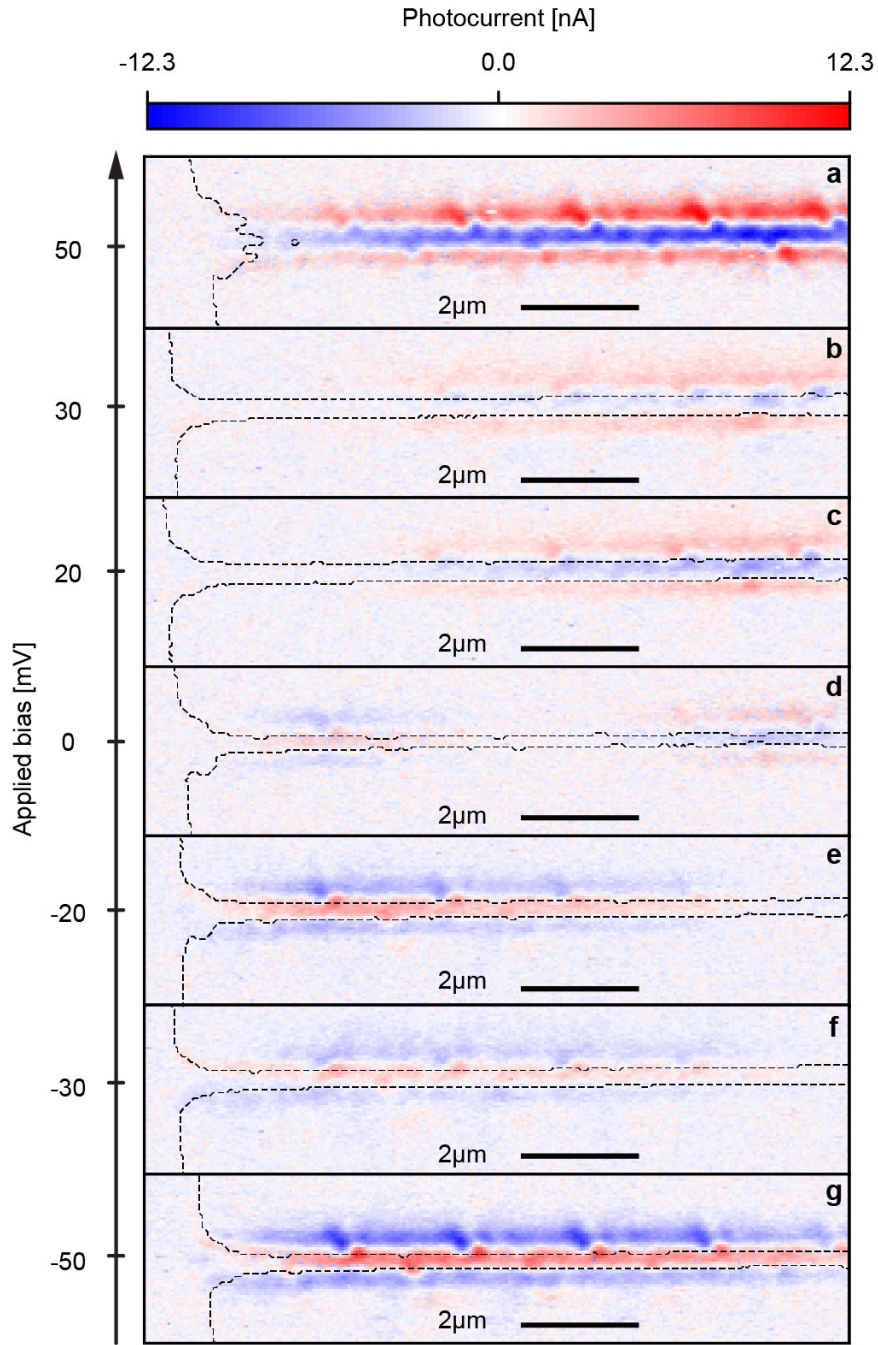 Photocurrent [nA]
-12.3 0.0 12.3
a
50
2µm
b
30
2µm
c
20
2µm
d
0
2µm
Applied bias [mV]
e
-20
2µm
f
-30
2µm
g
-50
2µm